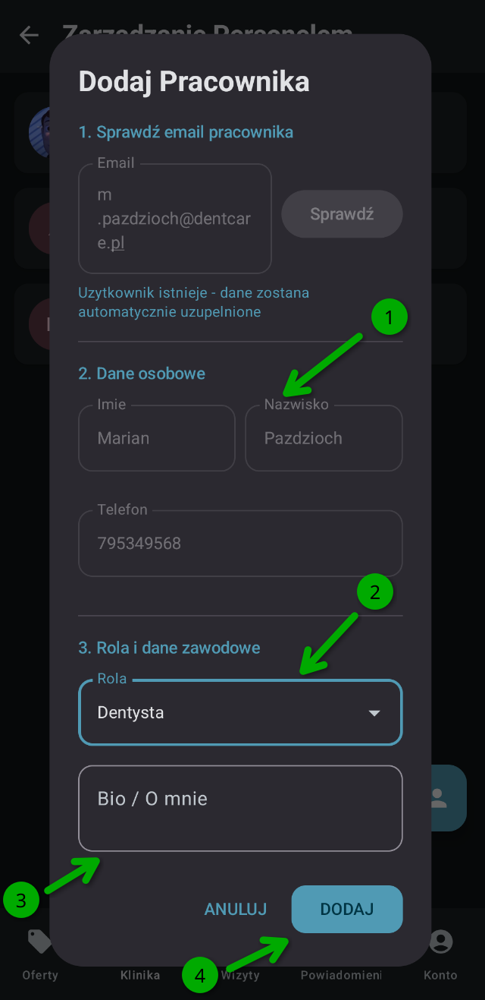 Zarządzanie Personelem
Dodaj Pracownika
1. Sprawdź email pracownika
Email
m
.pazdzioch@dentcar
e.pl
Sprawdź
Uzytkownik istnieje - dane zostana
automatycznie uzupelnione
1
2. Dane osobowe
Imie
Nazwisko
Marian
Pazdzioch
Telefon
795349568
2
3. Rola i dane zawodowe
Rola
Dentysta
Bio / O mnie
3
ANULUJ
DODAJ
4
Oferty
Klinika
Wizyty
Powiadomieni
Konto